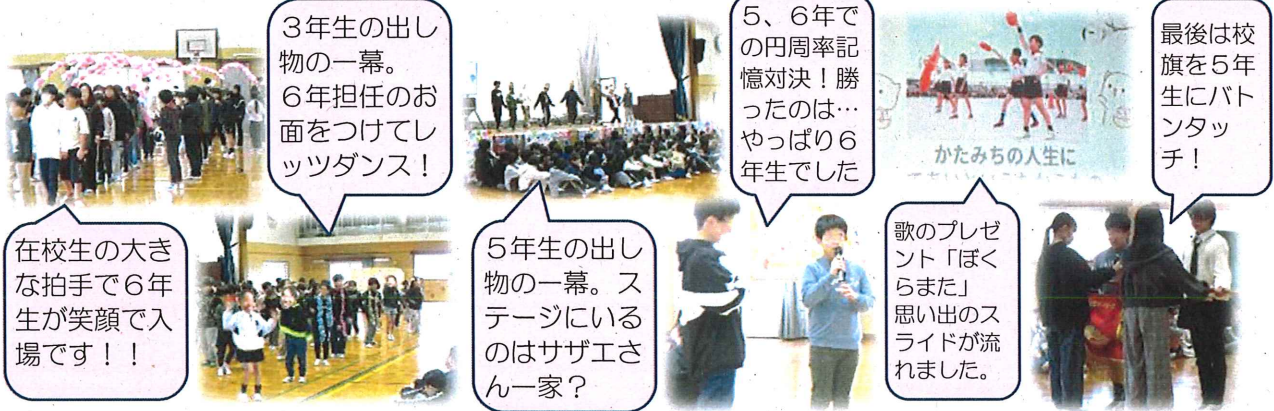 ３年生の出し
物の一幕。
６年担任のお
面をつけてレ
ッツダンス！
５、６年で
の円周率記
憶対決！勝
ったのは…
やっぱり６
年生でした
かたみちの人生に
最後は校
旗を５年
生にバト
ンタッ
チ！
在校生の大き
な拍手で６年
生が笑顔で入
場です！！
５年生の出し
物の一幕。ス
テージにいる
のはサザエさ
ん一家？
歌のプレゼ
ント「ぼく
らまた」
思い出のス
ライドが流
れました。